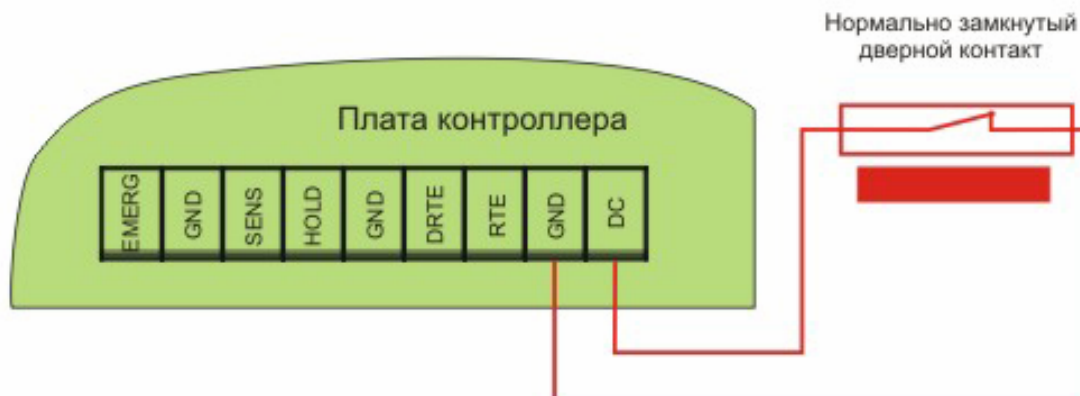 Нормально замкнутый
дверной контакт
Плата контроллера
EMERG
GND
SENS
HOLD
GND
DRTE
RTE
GND
DC